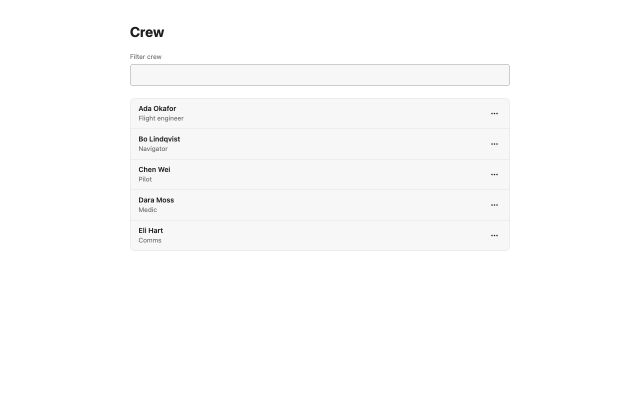 Crew
Filter crew
Ada Okafor
Flight engineer
...
Bo Lindqvist
Navigator
...
Chen Wei
Pilot
...
Dara Moss
Medic
...
Eli Hart
Comms
...